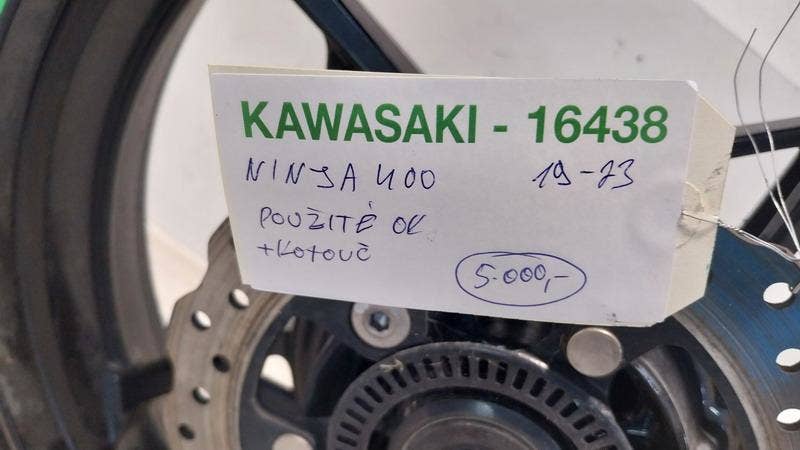 KAWASAKI - 16438
NINJA 400 19-23
POUŽITÉ OK
+KOTOUČ
5.000,-